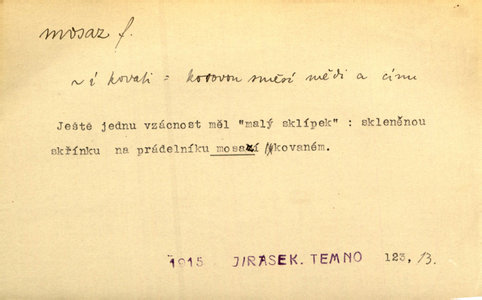 mosaz f.
~í kovati = kovovou směsí mědi a cínu
Ještě jednu vzácnost měl "malý sklípek" : skleněnou
skřínku na prádelníku mosazí kovaném.
1915 JIRASEK. TEMNO 123, 13.